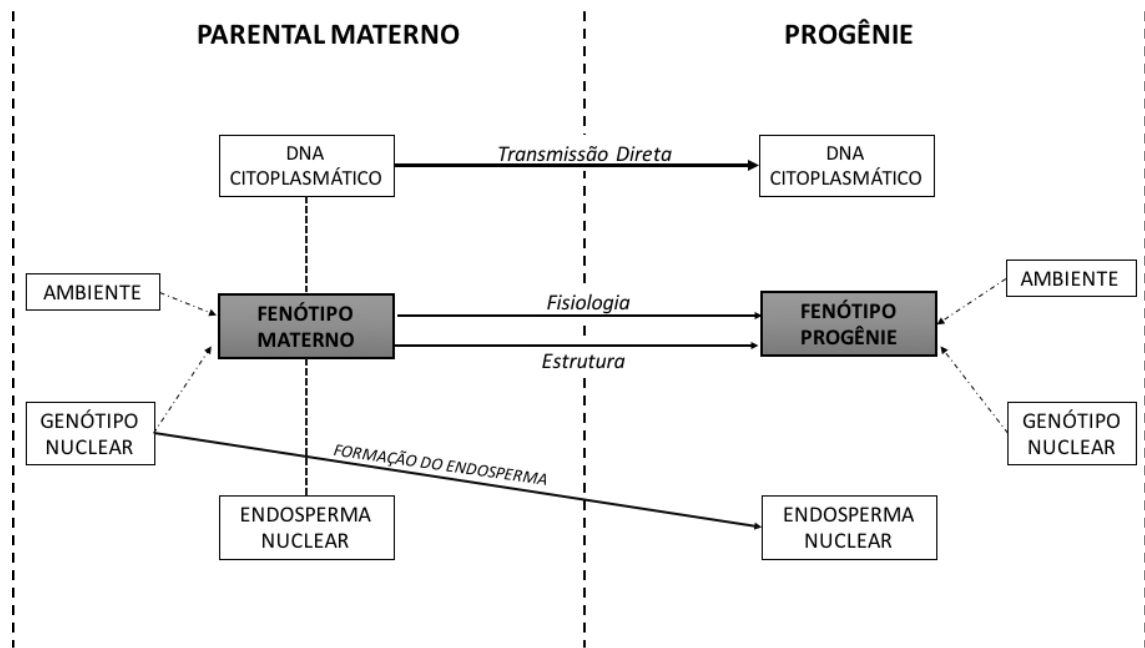 PARENTAL MATERNO
PROGÊNIE
DNA
CITOPLASMÁTICO
Transmissão Direta
DNA
CITOPLASMÁTICO
AMBIENTE
FENÓTIPO
MATERNO
Fisiologia
Estrutura
FENÓTIPO
PROGÊNIE
AMBIENTE
GENÓTIPO
NUCLEAR
FORMAÇÃO DO ENDOSPERMA
GENÓTIPO
NUCLEAR
ENDOSPERMA
NUCLEAR
ENDOSPERMA
NUCLEAR